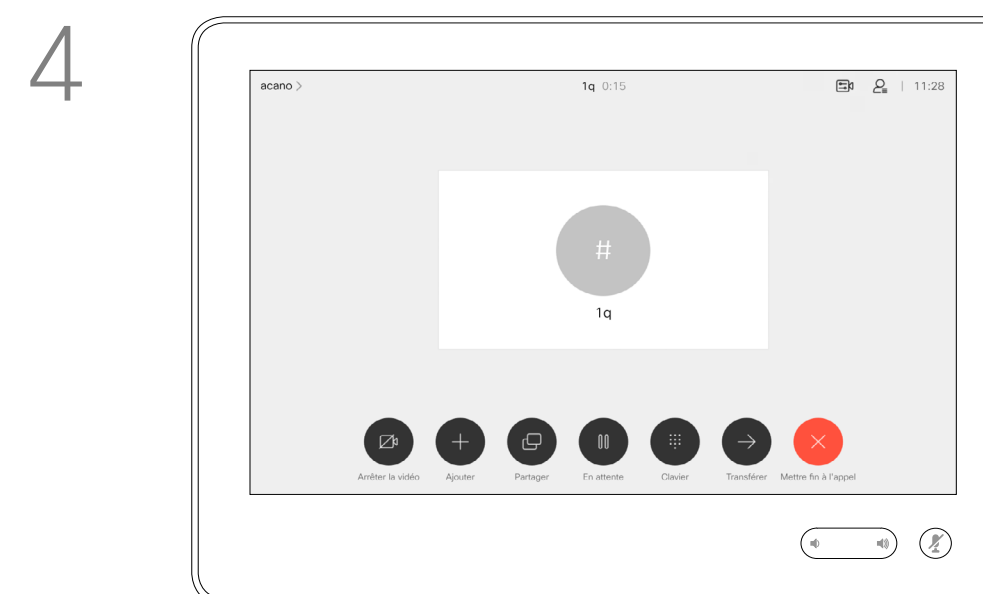 4
acano > 1q 0:15 | 11:28
#
1q
Arrêter la vidéo Ajouter Partager En attente Clavier Transférer Mettre fin à l'appel